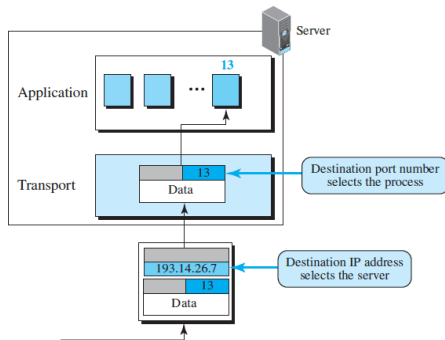 Server
13
Application
...
Transport
13
Data
Destination port number
selects the process
193.14.26.7
13
Data
Destination IP address
selects the server